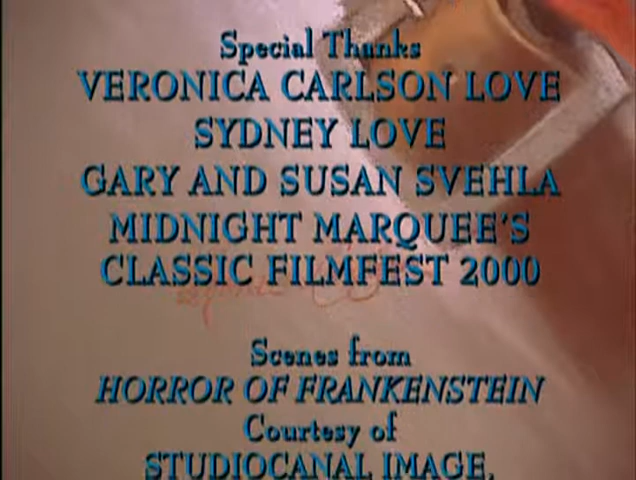 Special Thanks
VERONICA CARLSON LOVE
SYDNEY LOVE
GARY AND SUSAN SVEHLA
MIDNIGHT MARQUEE'S
CLASSIC FILMFEST 2000
Scenes from
HORROR OF FRANKENSTEIN
Courtesy of
STUDIOCANAL IMAGE,